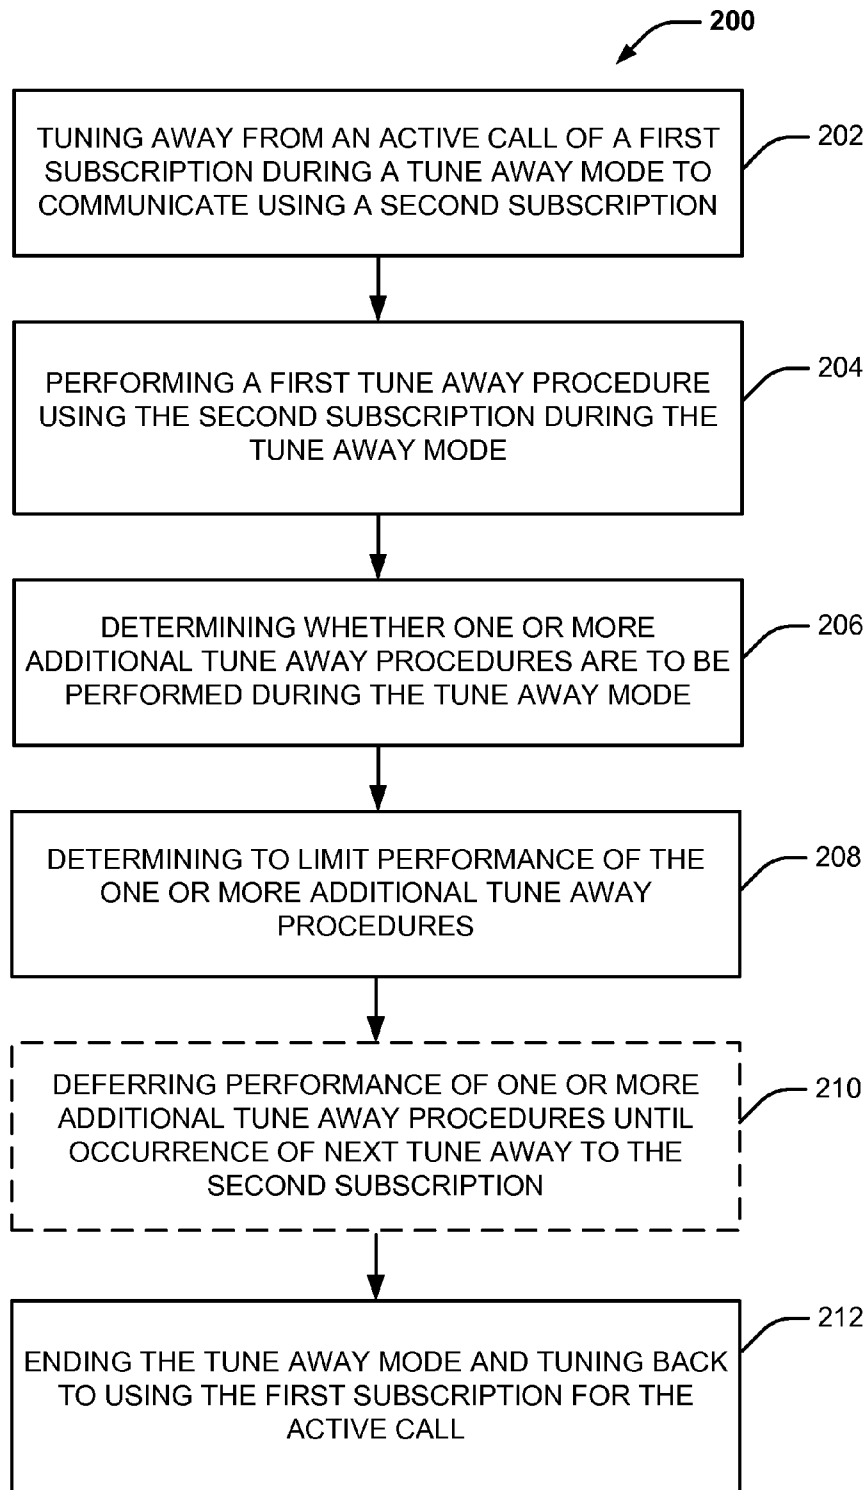 200
TUNING AWAY FROM AN ACTIVE CALL OF A FIRST
SUBSCRIPTION DURING A TUNE AWAY MODE TO
COMMUNICATE USING A SECOND SUBSCRIPTION
202
PERFORMING A FIRST TUNE AWAY PROCEDURE
USING THE SECOND SUBSCRIPTION DURING THE
TUNE AWAY MODE
204
DETERMINING WHETHER ONE OR MORE
ADDITIONAL TUNE AWAY PROCEDURES ARE TO BE
PERFORMED DURING THE TUNE AWAY MODE
206
DETERMINING TO LIMIT PERFORMANCE OF THE
ONE OR MORE ADDITIONAL TUNE AWAY
PROCEDURES
208
DEFERRING PERFORMANCE OF ONE OR MORE
ADDITIONAL TUNE AWAY PROCEDURES UNTIL
OCCURRENCE OF NEXT TUNE AWAY TO THE
SECOND SUBSCRIPTION
210
ENDING THE TUNE AWAY MODE AND TUNING BACK
TO USING THE FIRST SUBSCRIPTION FOR THE
ACTIVE CALL
212